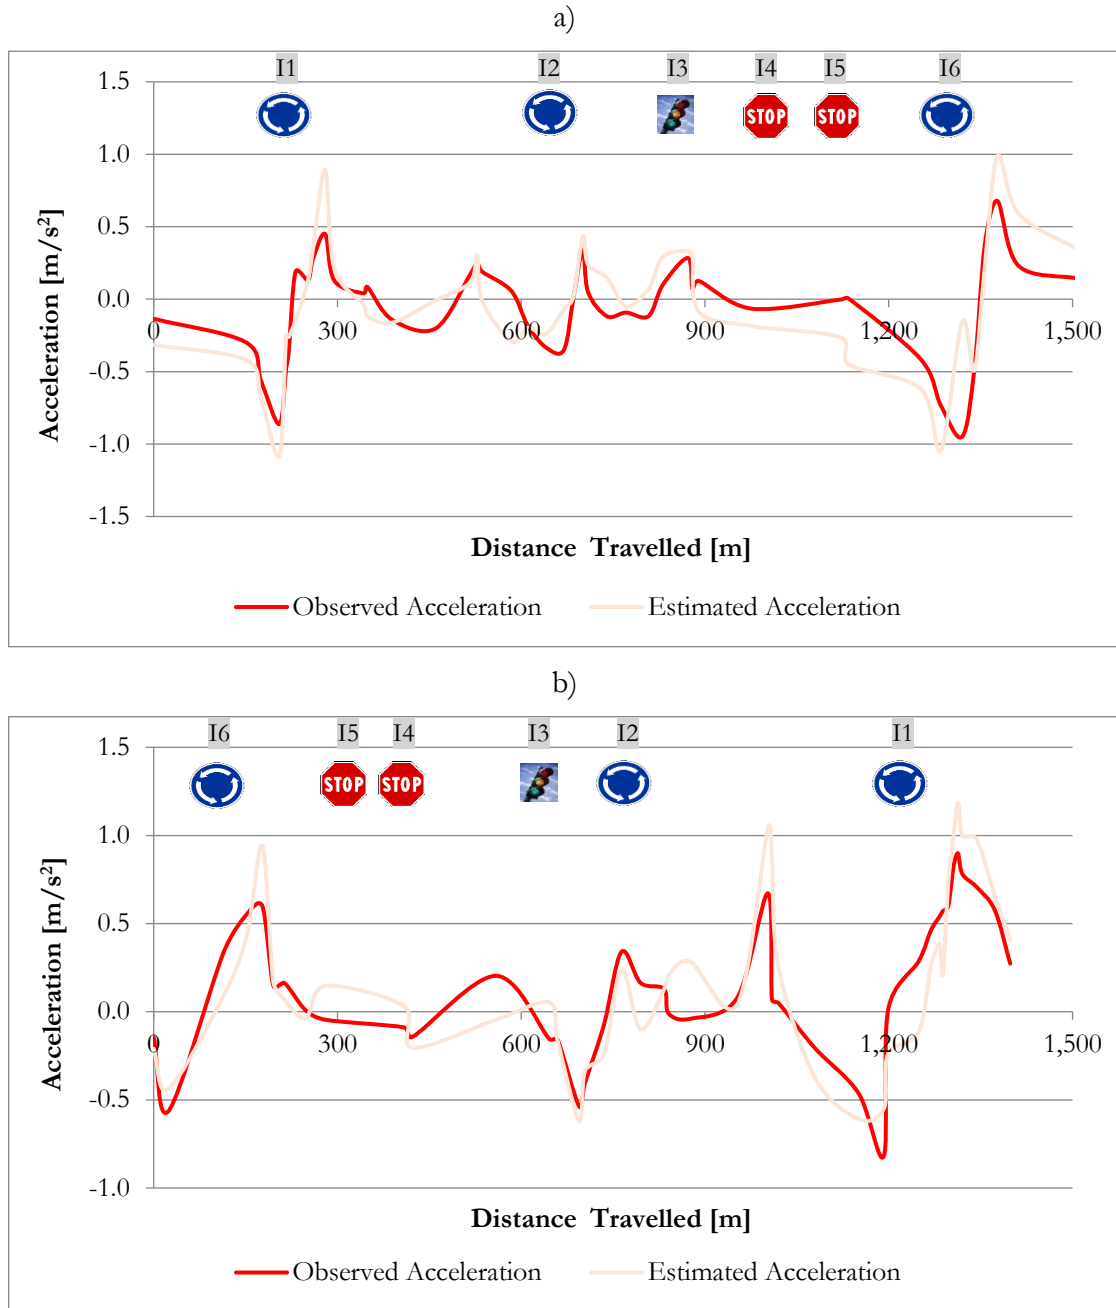 a)
I1 I2 I3 I4 I5 I6
STOP STOP
1.5
1.0
0.5
0.0
-0.5
-1.0
-1.5
0 300 600 900 1,200 1,500
Acceleration [m/s²]
Distance Travelled [m]
Observed Acceleration Estimated Acceleration
b)
I6 I5 I4 I3 I2 I1
STOP STOP
1.5
1.0
0.5
0.0
-0.5
-1.0
0 300 600 900 1,200 1,500
Acceleration [m/s²]
Distance Travelled [m]
Observed Acceleration Estimated Acceleration